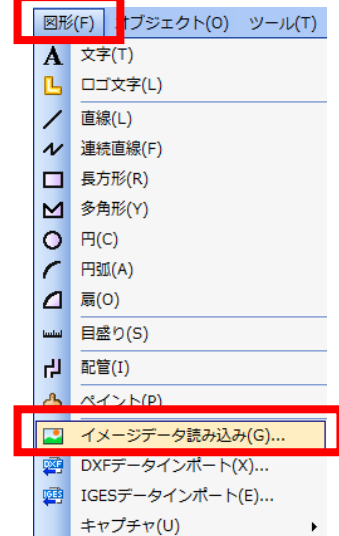 図形(F) オブジェクト(O) ツール(T)
文字(T)
ロゴ文字(L)
直線(L)
連続直線(F)
長方形(R)
多角形(Y)
円(C)
円弧(A)
扇(O)
目盛り(S)
配管(I)
ペイント(P)
イメージデータ読み込み(G)...
DXFデータインポート(X)...
IGESデータインポート(E)...
キャプチャ(U)